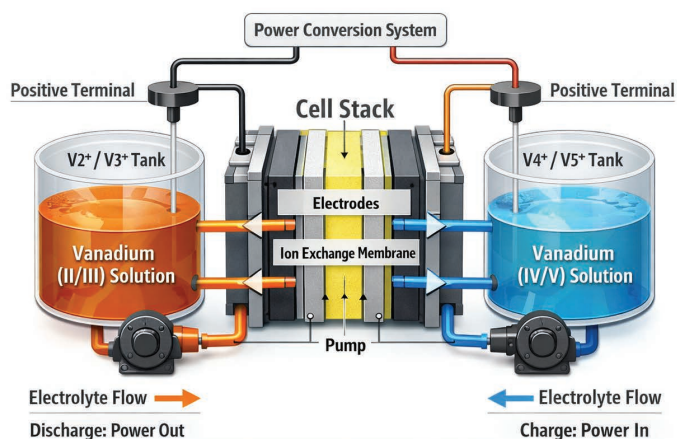 Power Conversion System
Positive Terminal
Positive Terminal
Cell Stack
V2⁺ / V3⁺ Tank
V4⁺ / V5⁺ Tank
Electrodes
Vanadium
(II/III) Solution
Ion Exchange Membrane
Vanadium
(IV/V) Solution
Pump
Electrolyte Flow
Electrolyte Flow
Discharge: Power Out
Charge: Power In